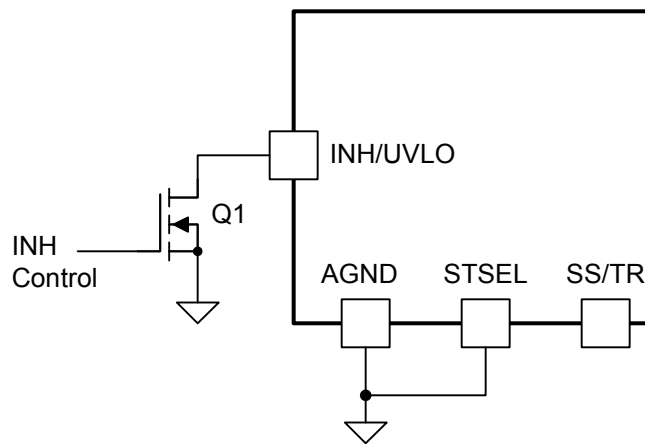 INH/UVLO
Q1
INH
Control
AGND STSEL SS/TR